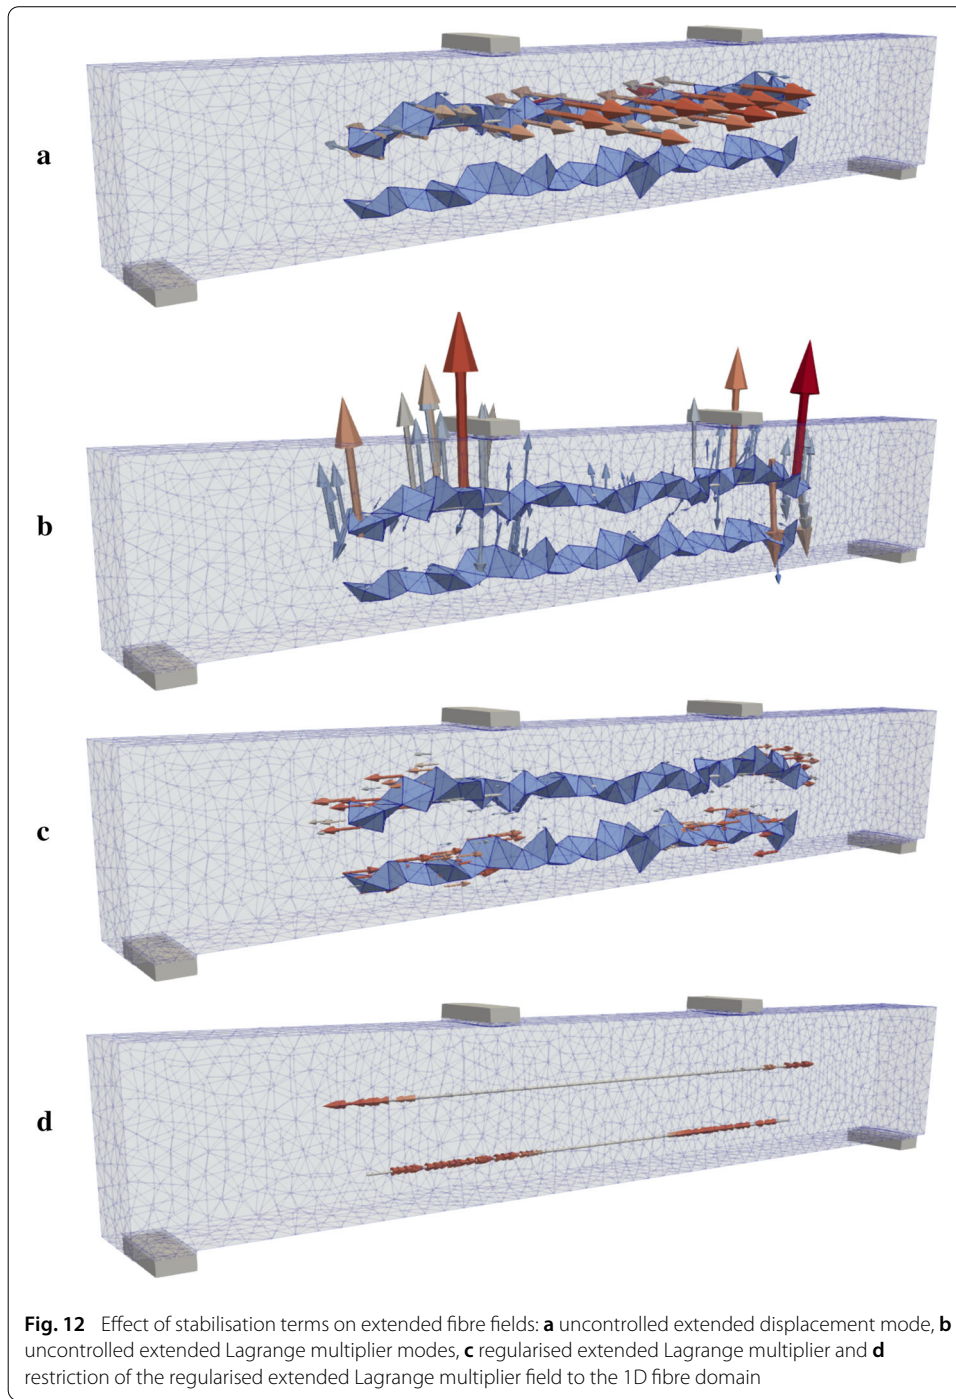 a
b
c
d
Fig. 12 Effect of stabilisation terms on extended fibre fields: a uncontrolled extended displacement mode, b
uncontrolled extended Lagrange multiplier modes, c regularised extended Lagrange multiplier and d
restriction of the regularised extended Lagrange multiplier field to the 1D fibre domain